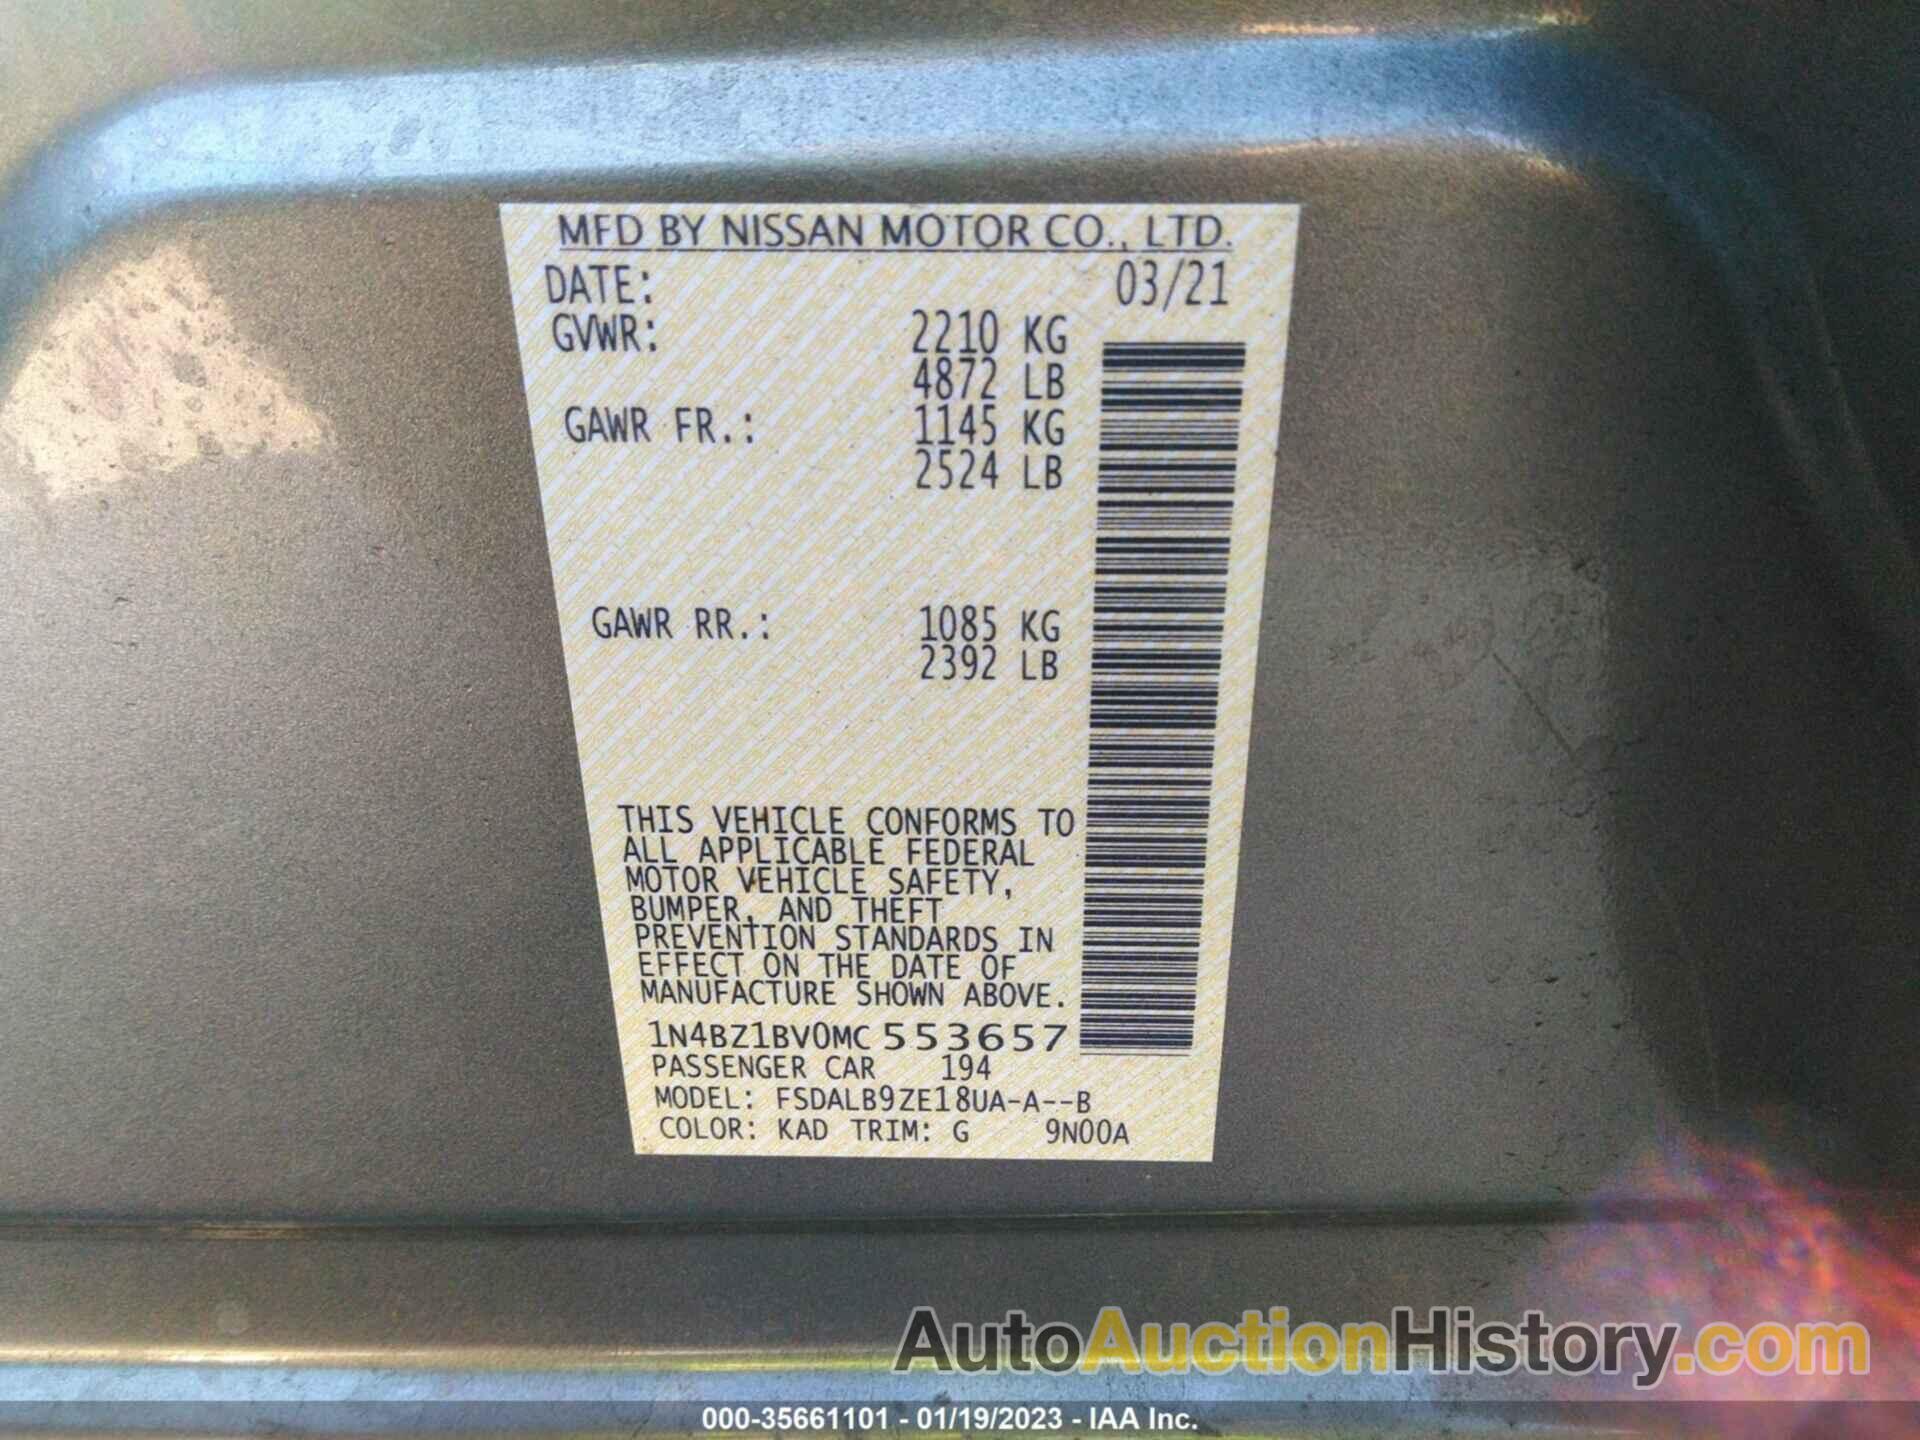 MFD BY NISSAN MOTOR CO., LTD.
DATE: 03/21
GVWR: 2210 KG
4872 LB
GAWR FR.: 1145 KG
2524 LB
GAWR RR.: 1085 KG
2392 LB
THIS VEHICLE CONFORMS TO
ALL APPLICABLE FEDERAL
MOTOR VEHICLE SAFETY,
BUMPER, AND THEFT
PREVENTION STANDARDS IN
EFFECT ON THE DATE OF
MANUFACTURE SHOWN ABOVE.
1N4BZ1BV0MC553657
PASSENGER CAR 194
MODEL: FSDALB9ZE18UA-A--B
COLOR: KAD TRIM: G 9N00A
AutoAuctionHistory.com
000-35661101 - 01/19/2023 - IAA Inc.